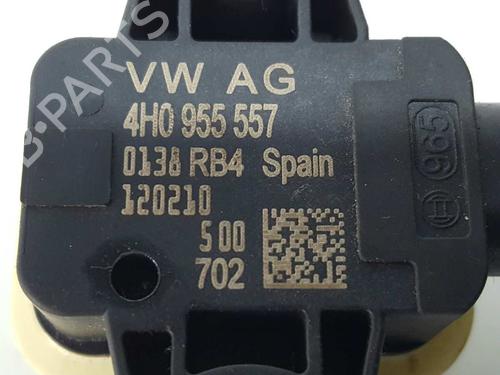 B-PARTS
VW AG
4H0 955 557
0138 RB4 Spain
120210
500
702
965
H